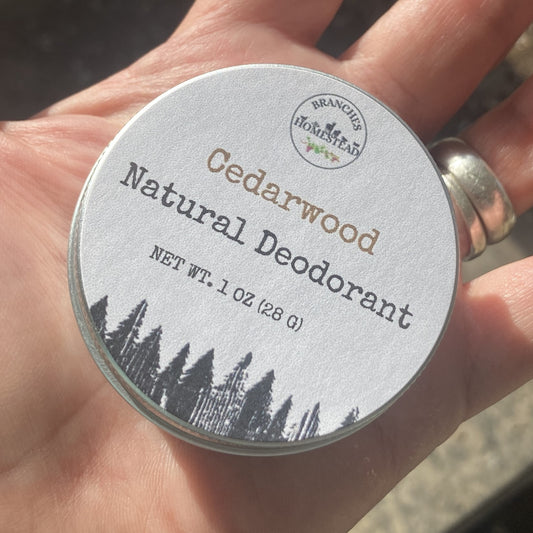 BRANCHES
HOMESTEAD
Cedarwood
Natural Deodorant
NET WT. 1 OZ (28 G)